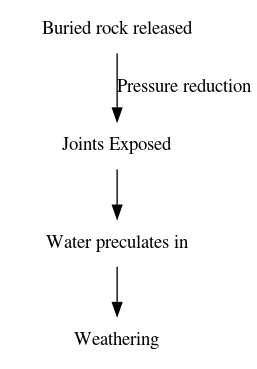 Buried rock released
Pressure reduction
Joints Exposed
Water preculates in
Weathering